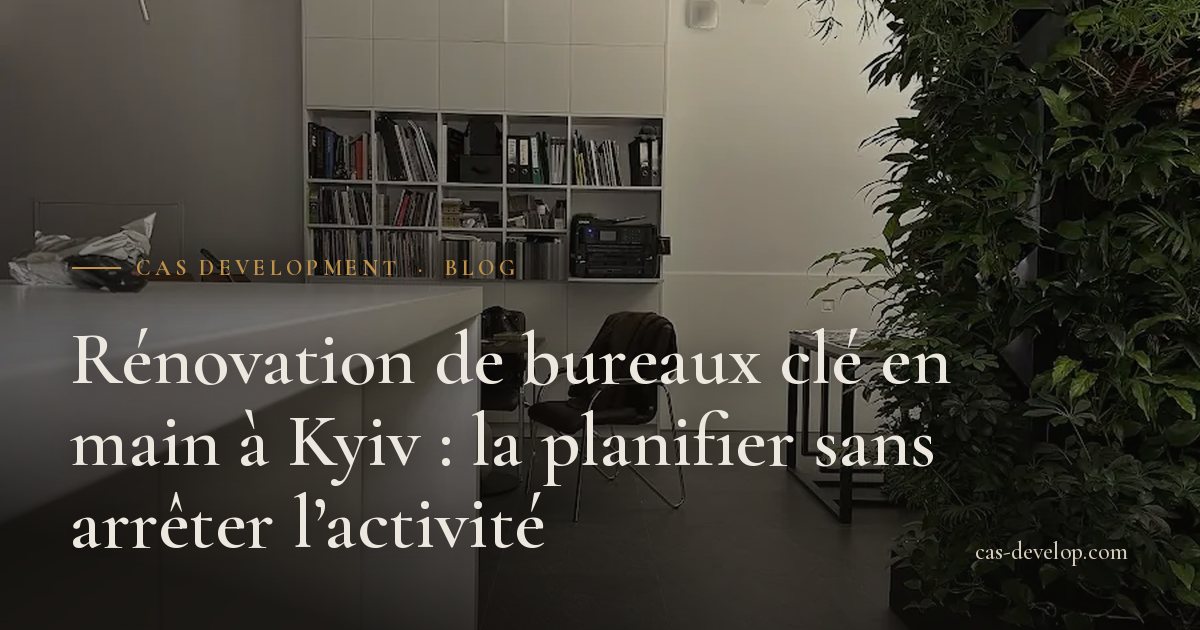 CAS DEVELOPMENT · BLOG
Rénovation de bureaux clé en
main à Kyiv : la planifier sans
arrêter l’activité
cas-develop.com